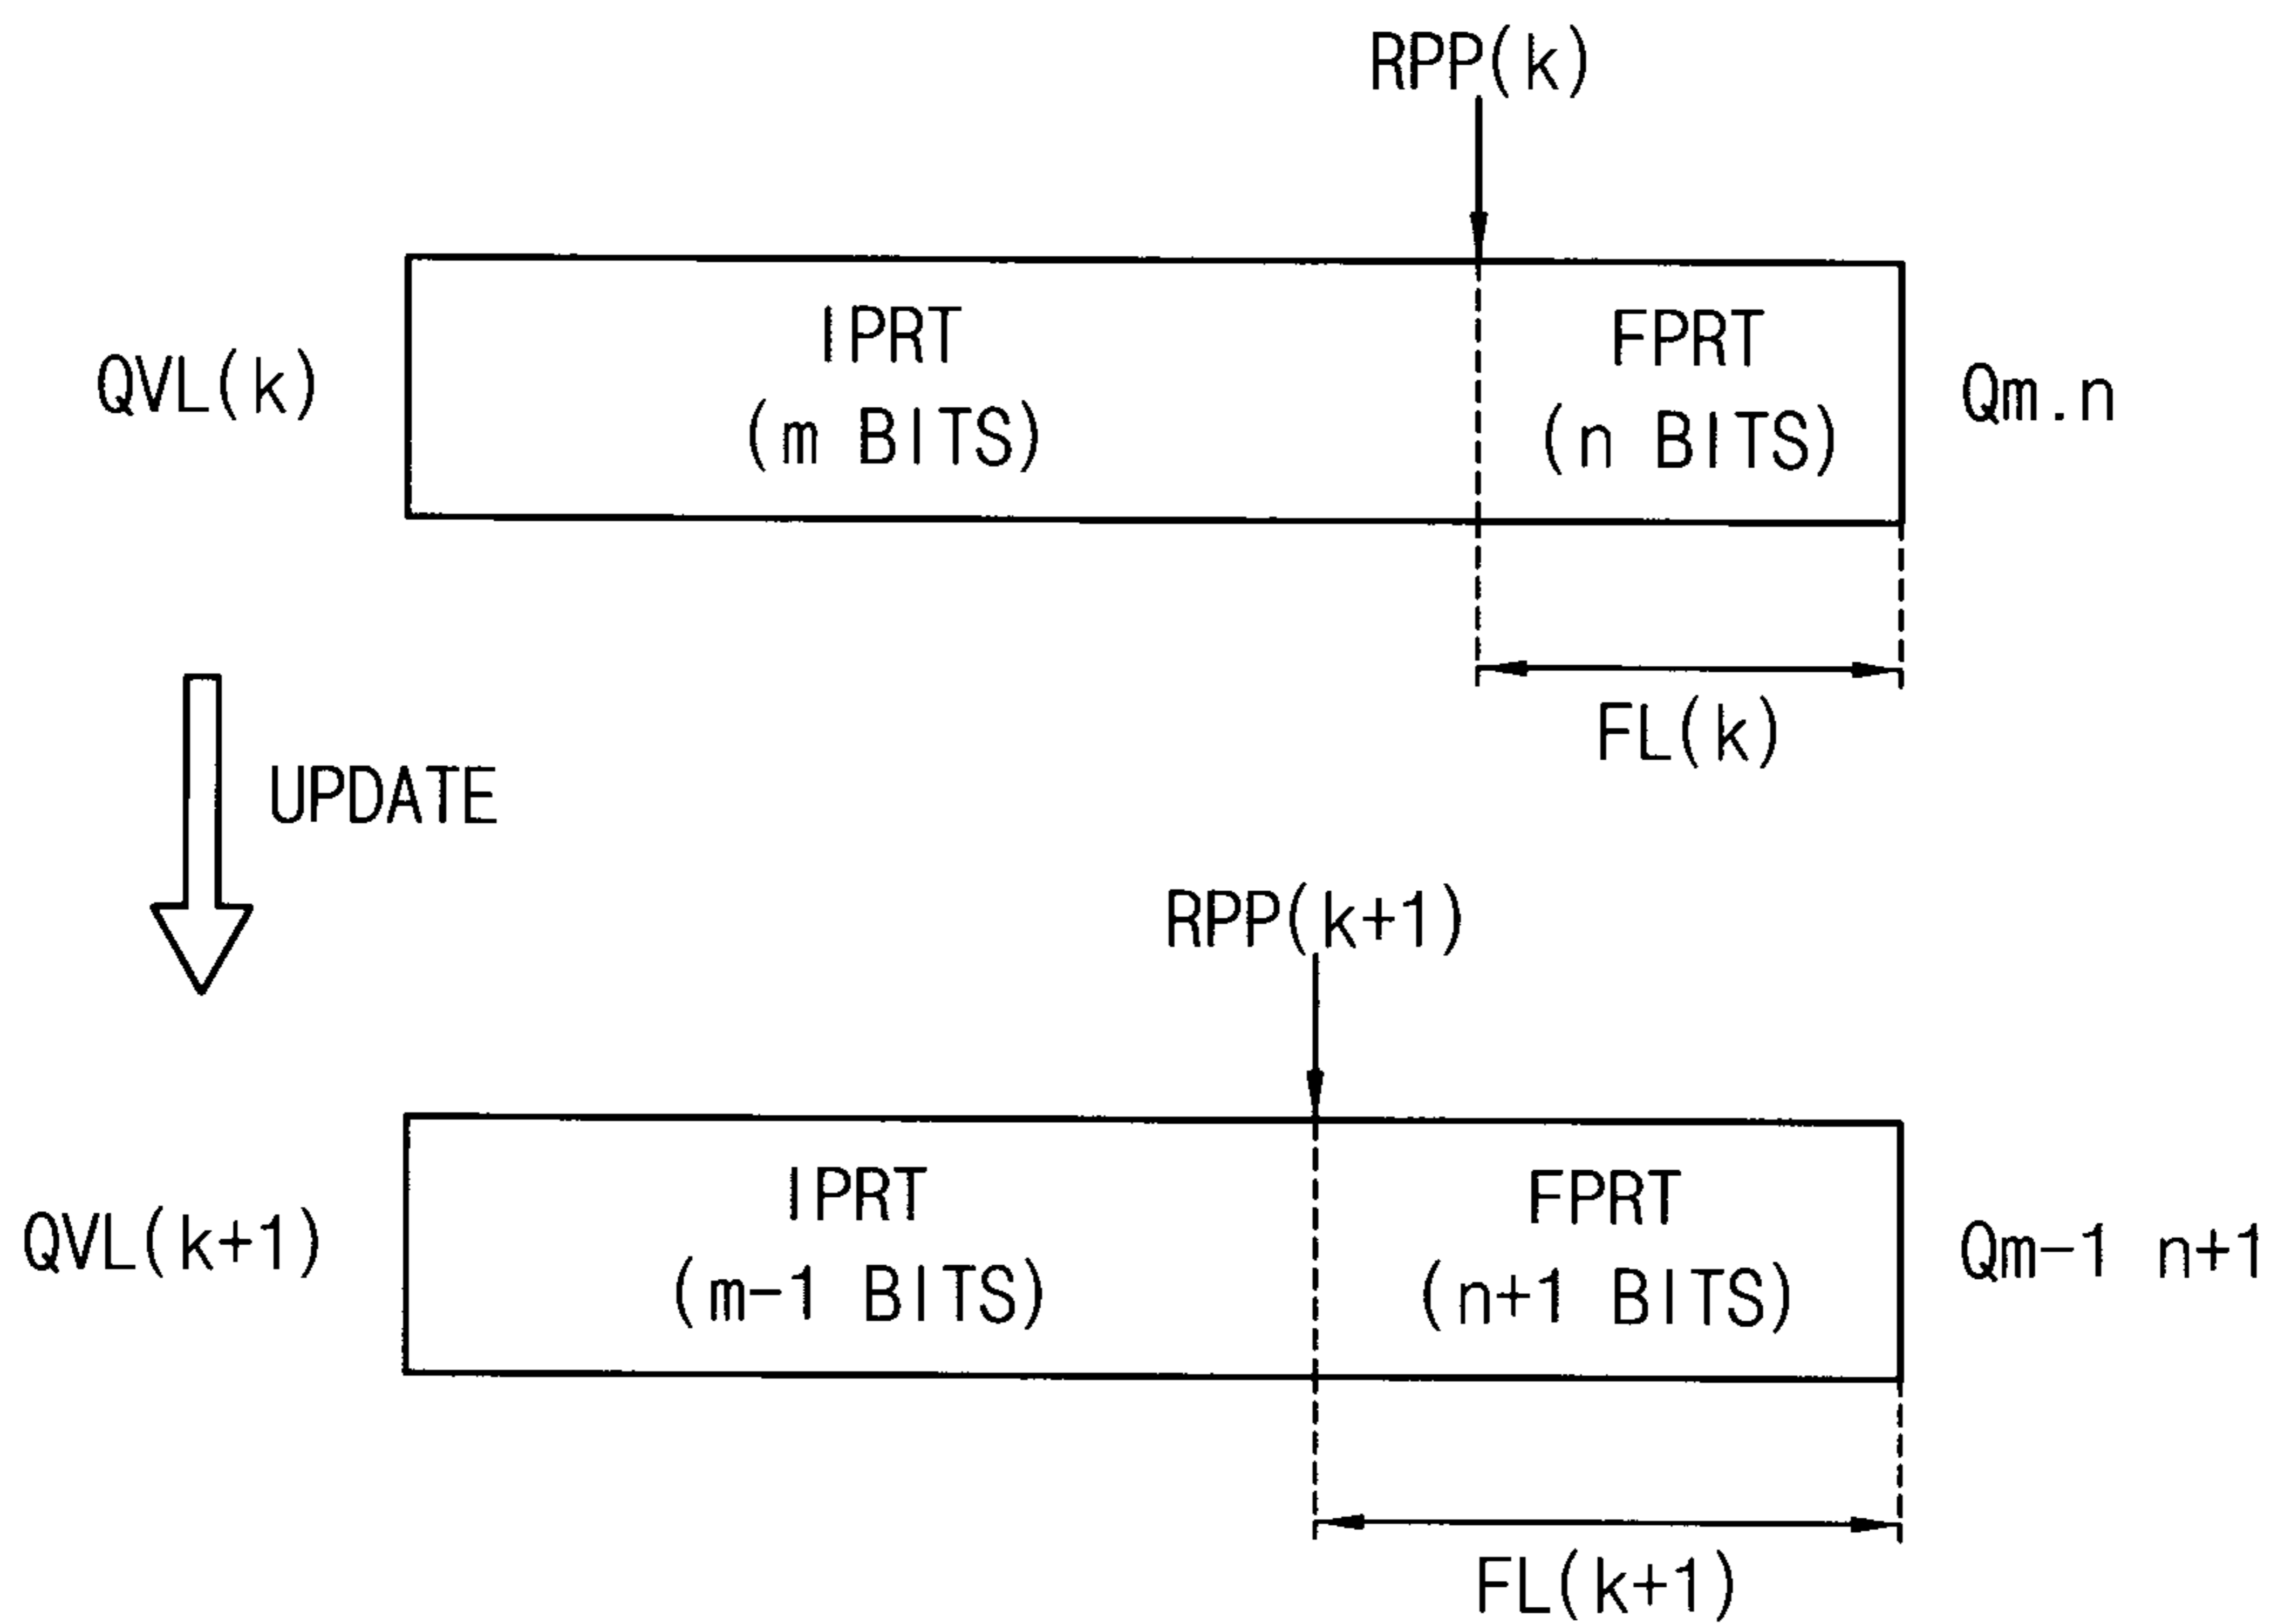 RPP(k)
IPRT
FPRT
QVL(k)
(m BITS)
(n BITS)
Qm.n
FL(k)
UPDATE
RPP(k+1)
IPRT
FPRT
QVL(k+1)
(m-1 BITS)
(n+1 BITS)
Qm-1 n+1
FL(k+1)